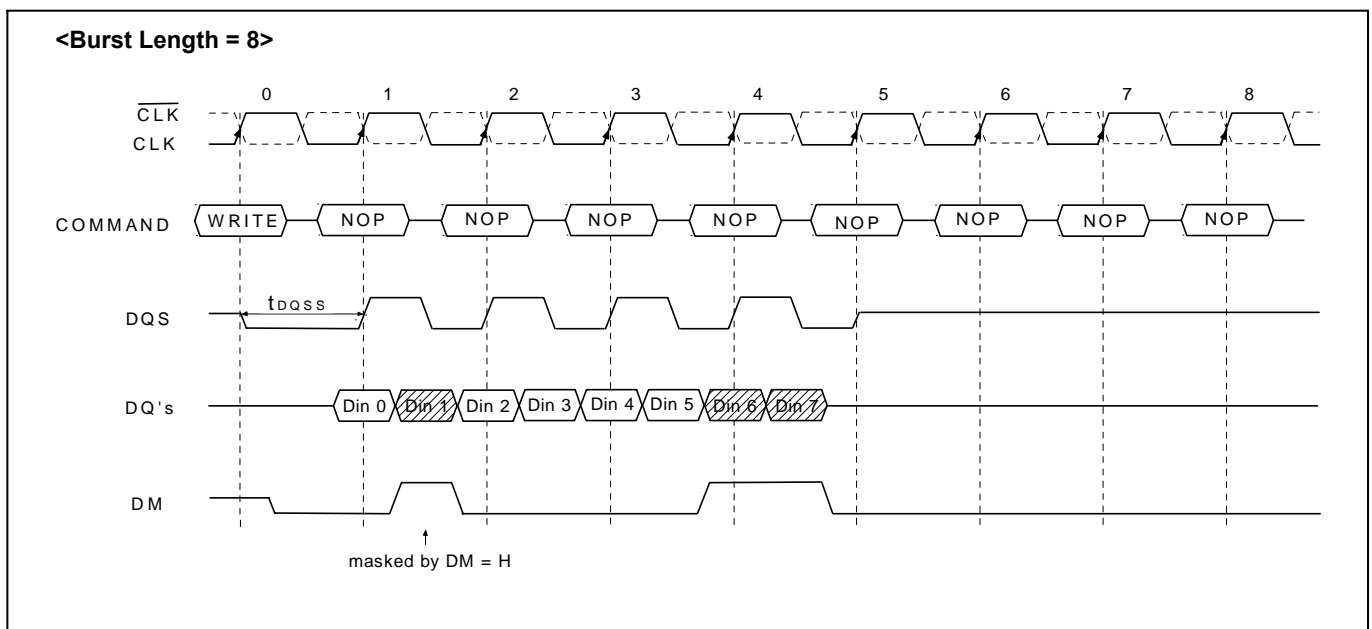 <Burst Length = 8>
0 1 2 3 4 5 6 7 8
CLK
CLK
COMMAND WRITE NOP NOP NOP NOP NOP NOP NOP NOP
tDQSS
DQS
DQ's Din 0 Din 1 Din 2 Din 3 Din 4 Din 5 Din 6 Din 7
DM
masked by DM = H